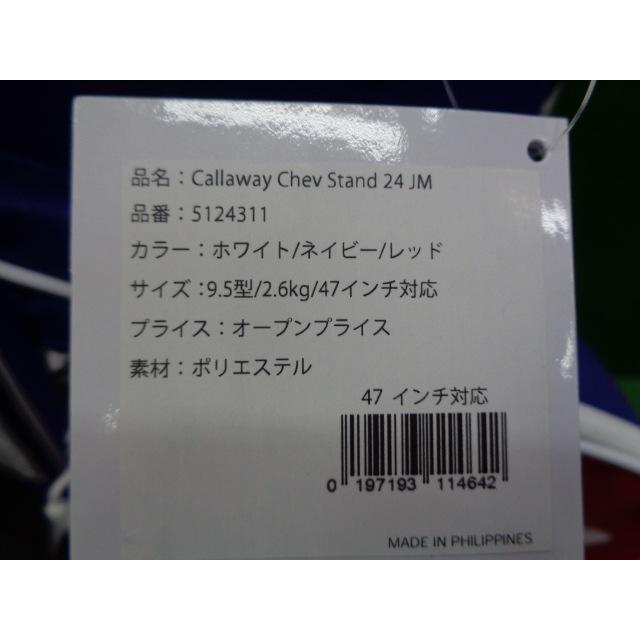 品名：Callaway Chev Stand 24 JM
品番：5124311
カラー：ホワイト/ネイビー/レッド
サイズ：9.5型/2.6kg/47インチ対応
プライス：オープンプライス
素材：ポリエステル
47 インチ対応
0 197193 114642
MADE IN PHILIPPINES